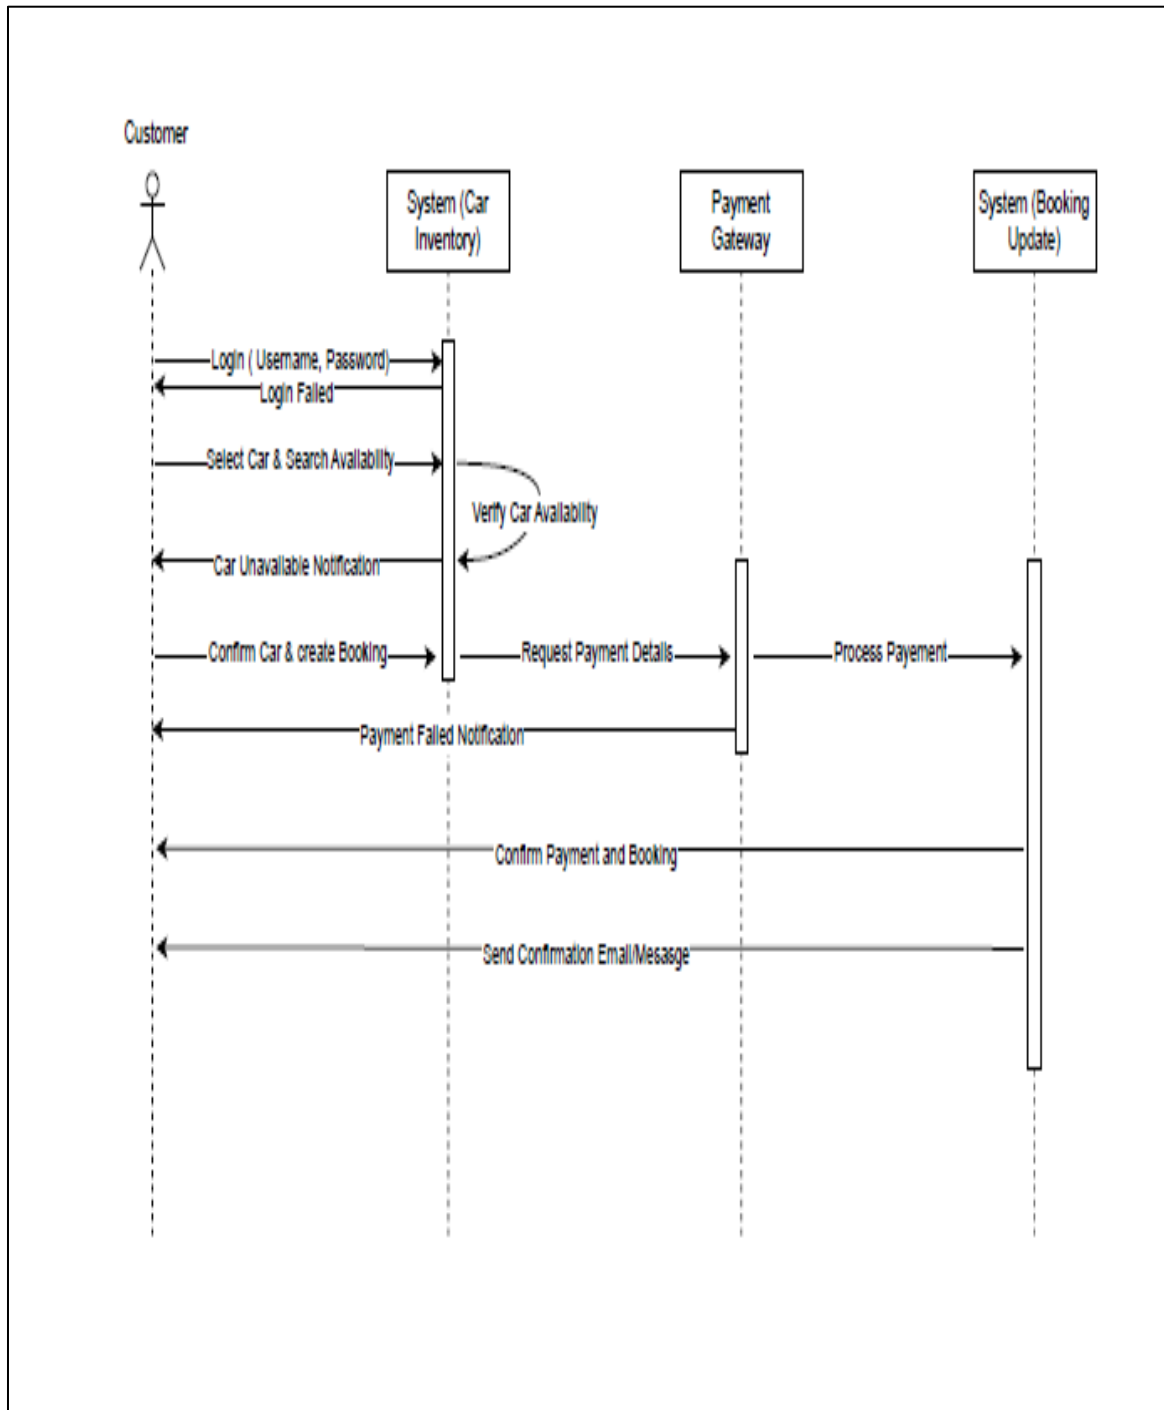 Customer
System (Car
Inventory)
Payment
Gateway
System (Booking
Update)
Login ( Username, Password)
Login Failed
Select Car & Search Availability
Verify Car Availability
Car Unavailable Notification
Confirm Car & create Booking
Request Payment Details
Process Payement
Payment Failed Notification
Confirm Payment and Booking
Send Confirmation Email/Mesasge